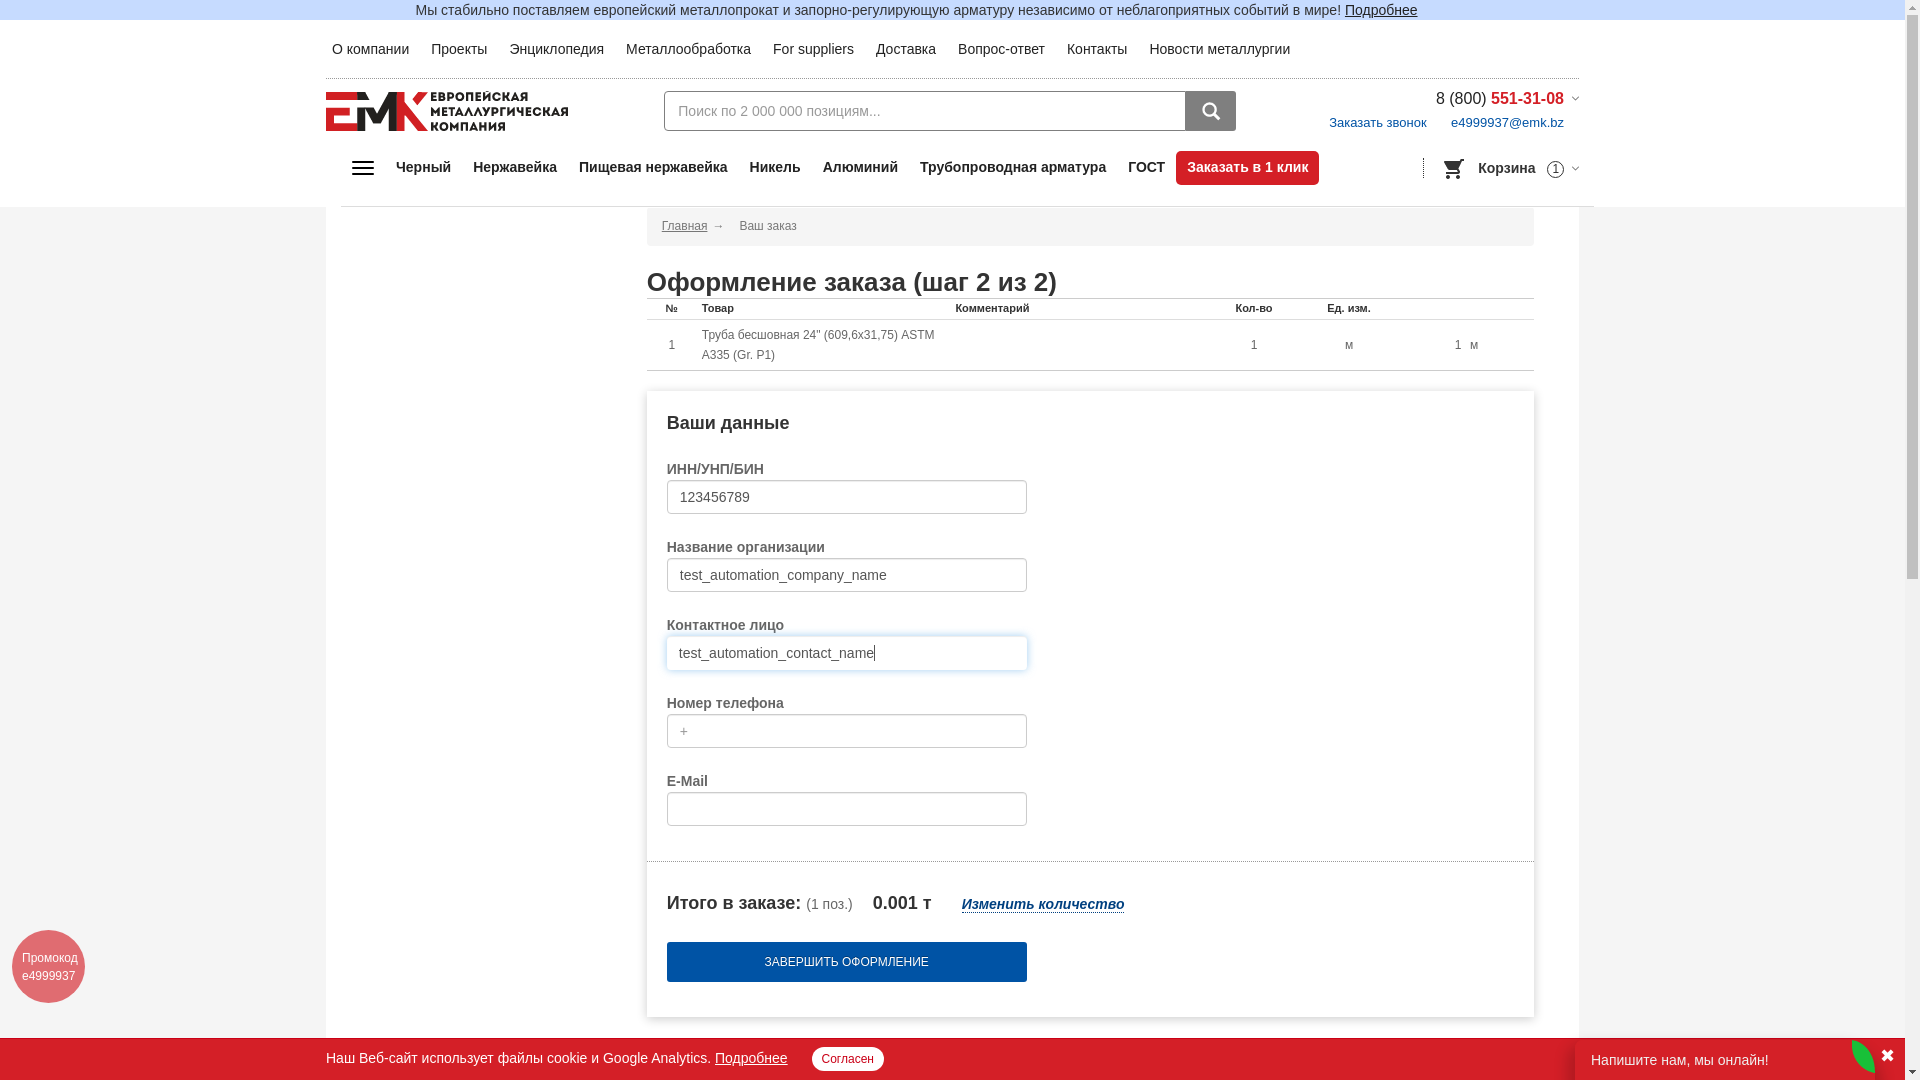 Мы стабильно поставляем европейский металлопрокат и запорно-регулирующую арматуру независимо от неблагоприятных событий в мире! Подробнее
О компании Проекты Энциклопедия Металлообработка For suppliers Доставка Вопрос-ответ Контакты Новости металлургии
ЕМК ЕВРОПЕЙСКАЯ
МЕТАЛЛУРГИЧЕСКАЯ
КОМПАНИЯ
Поиск по 2 000 000 позициям...
8 (800) 551-31-08
Заказать звонок e4999937@emk.bz
Черный Нержавейка Пищевая нержавейка Никель Алюминий Трубопроводная арматура ГОСТ Заказать в 1 клик Корзина 1
Главная → Ваш заказ
Оформление заказа (шаг 2 из 2)
№ Товар Комментарий Кол-во Ед. изм.
1 Труба бесшовная 24" (609,6х31,75) ASTM A335 (Gr. P1) 1 м 1 м
Ваши данные
ИНН/УНП/БИН
123456789
Название организации
test_automation_company_name
Контактное лицо
test_automation_contact_name
Номер телефона
+
E-Mail
Итого в заказе: (1 поз.) 0.001 т Изменить количество
ЗАВЕРШИТЬ ОФОРМЛЕНИЕ
Промокод
e4999937
Наш Веб-сайт использует файлы cookie и Google Analytics. Подробнее Согласен
Напишите нам, мы онлайн!